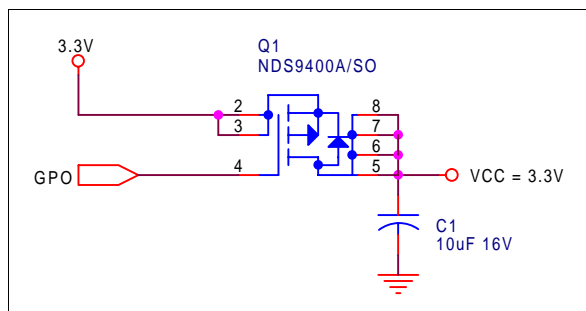 3.3V
Q1
NDS9400A/SO
2
3
4
8
7
6
5
GPO
VCC = 3.3V
C1
10uF 16V